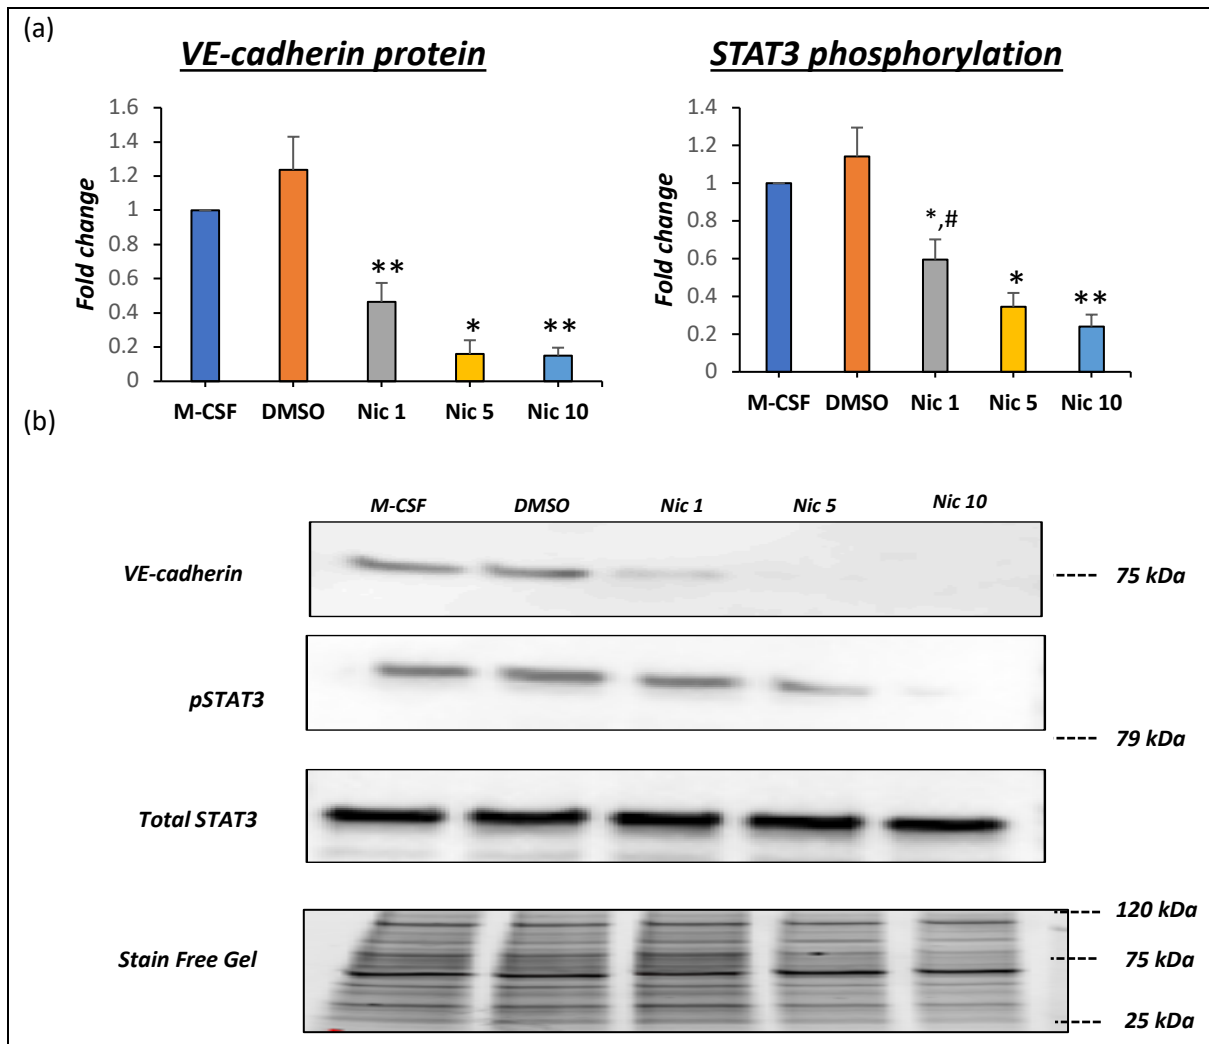 (a)
VE-cadherin protein
STAT3 phosphorylation
Fold change
1.6
1.4
1.2
1
0.8
0.6
0.4
0.2
0
**
*
**
M-CSF DMSO Nic 1 Nic 5 Nic 10
Fold change
1.4
1.2
1
0.8
0.6
0.4
0.2
0
*,#
*
**
M-CSF DMSO Nic 1 Nic 5 Nic 10
(b)
M-CSF DMSO Nic 1 Nic 5 Nic 10
VE-cadherin
----- 75 kDa
pSTAT3
----- 79 kDa
Total STAT3
Stain Free Gel
----- 120 kDa
----- 75 kDa
----- 25 kDa